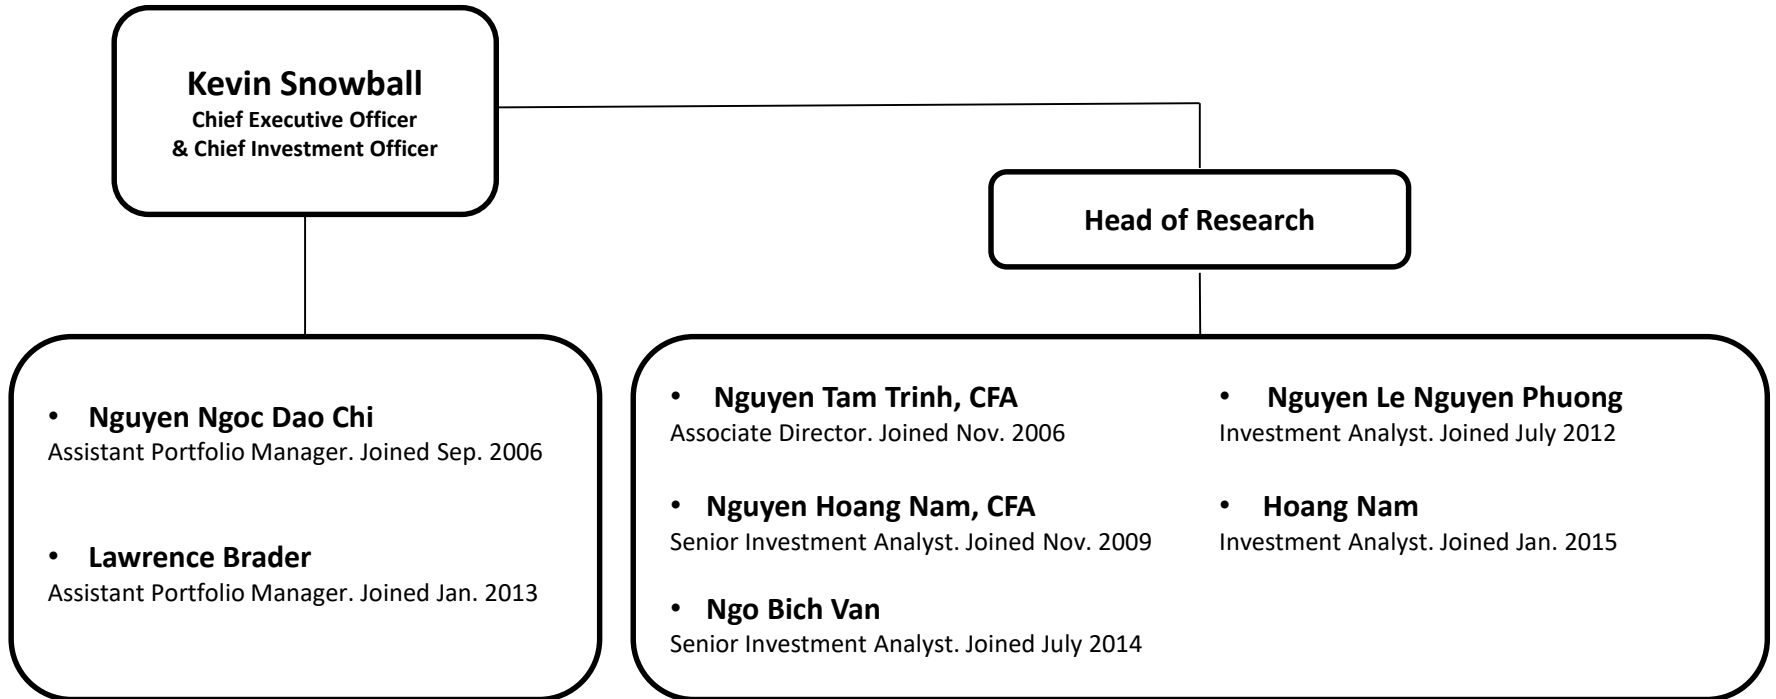 Kevin Snowball
Chief Executive Officer
& Chief Investment Officer
Head of Research
• Nguyen Ngoc Dao Chi
Assistant Portfolio Manager. Joined Sep. 2006
• Lawrence Brader
Assistant Portfolio Manager. Joined Jan. 2013
• Nguyen Tam Trinh, CFA
Associate Director. Joined Nov. 2006
• Nguyen Hoang Nam, CFA
Senior Investment Analyst. Joined Nov. 2009
• Ngo Bich Van
Senior Investment Analyst. Joined July 2014
• Nguyen Le Nguyen Phuong
Investment Analyst. Joined July 2012
• Hoang Nam
Investment Analyst. Joined Jan. 2015